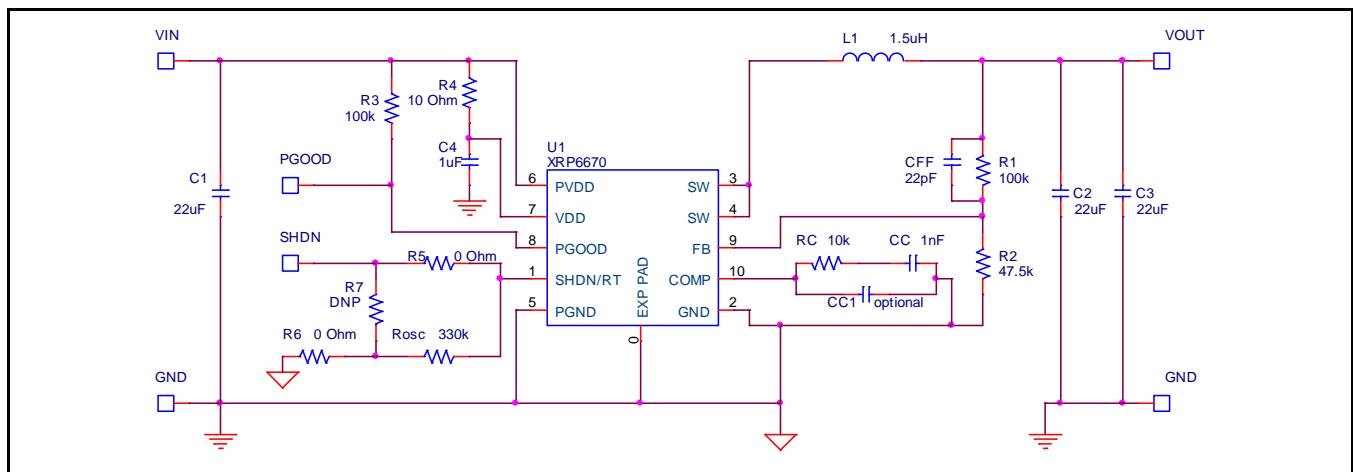 VIN
L1 1.5uH
VOUT
R3
100k
R4
10 Ohm
C4
1uF
PGOOD
C1
22uF
U1
XRP6670
6 PVDD
7 VDD
8 PGOOD
1 SHDN/RT
5 PGND
EXP PAD
0
SW 3
SW 4
FB 9
COMP 10
GND 2
CFF
22pF
R1
100k
C2
22uF
C3
22uF
SHDN
R5 0 Ohm
R7
DNP
R6 0 Ohm
Rosc 330k
RC 10k
CC 1nF
CC1 optional
R2
47.5k
GND
GND